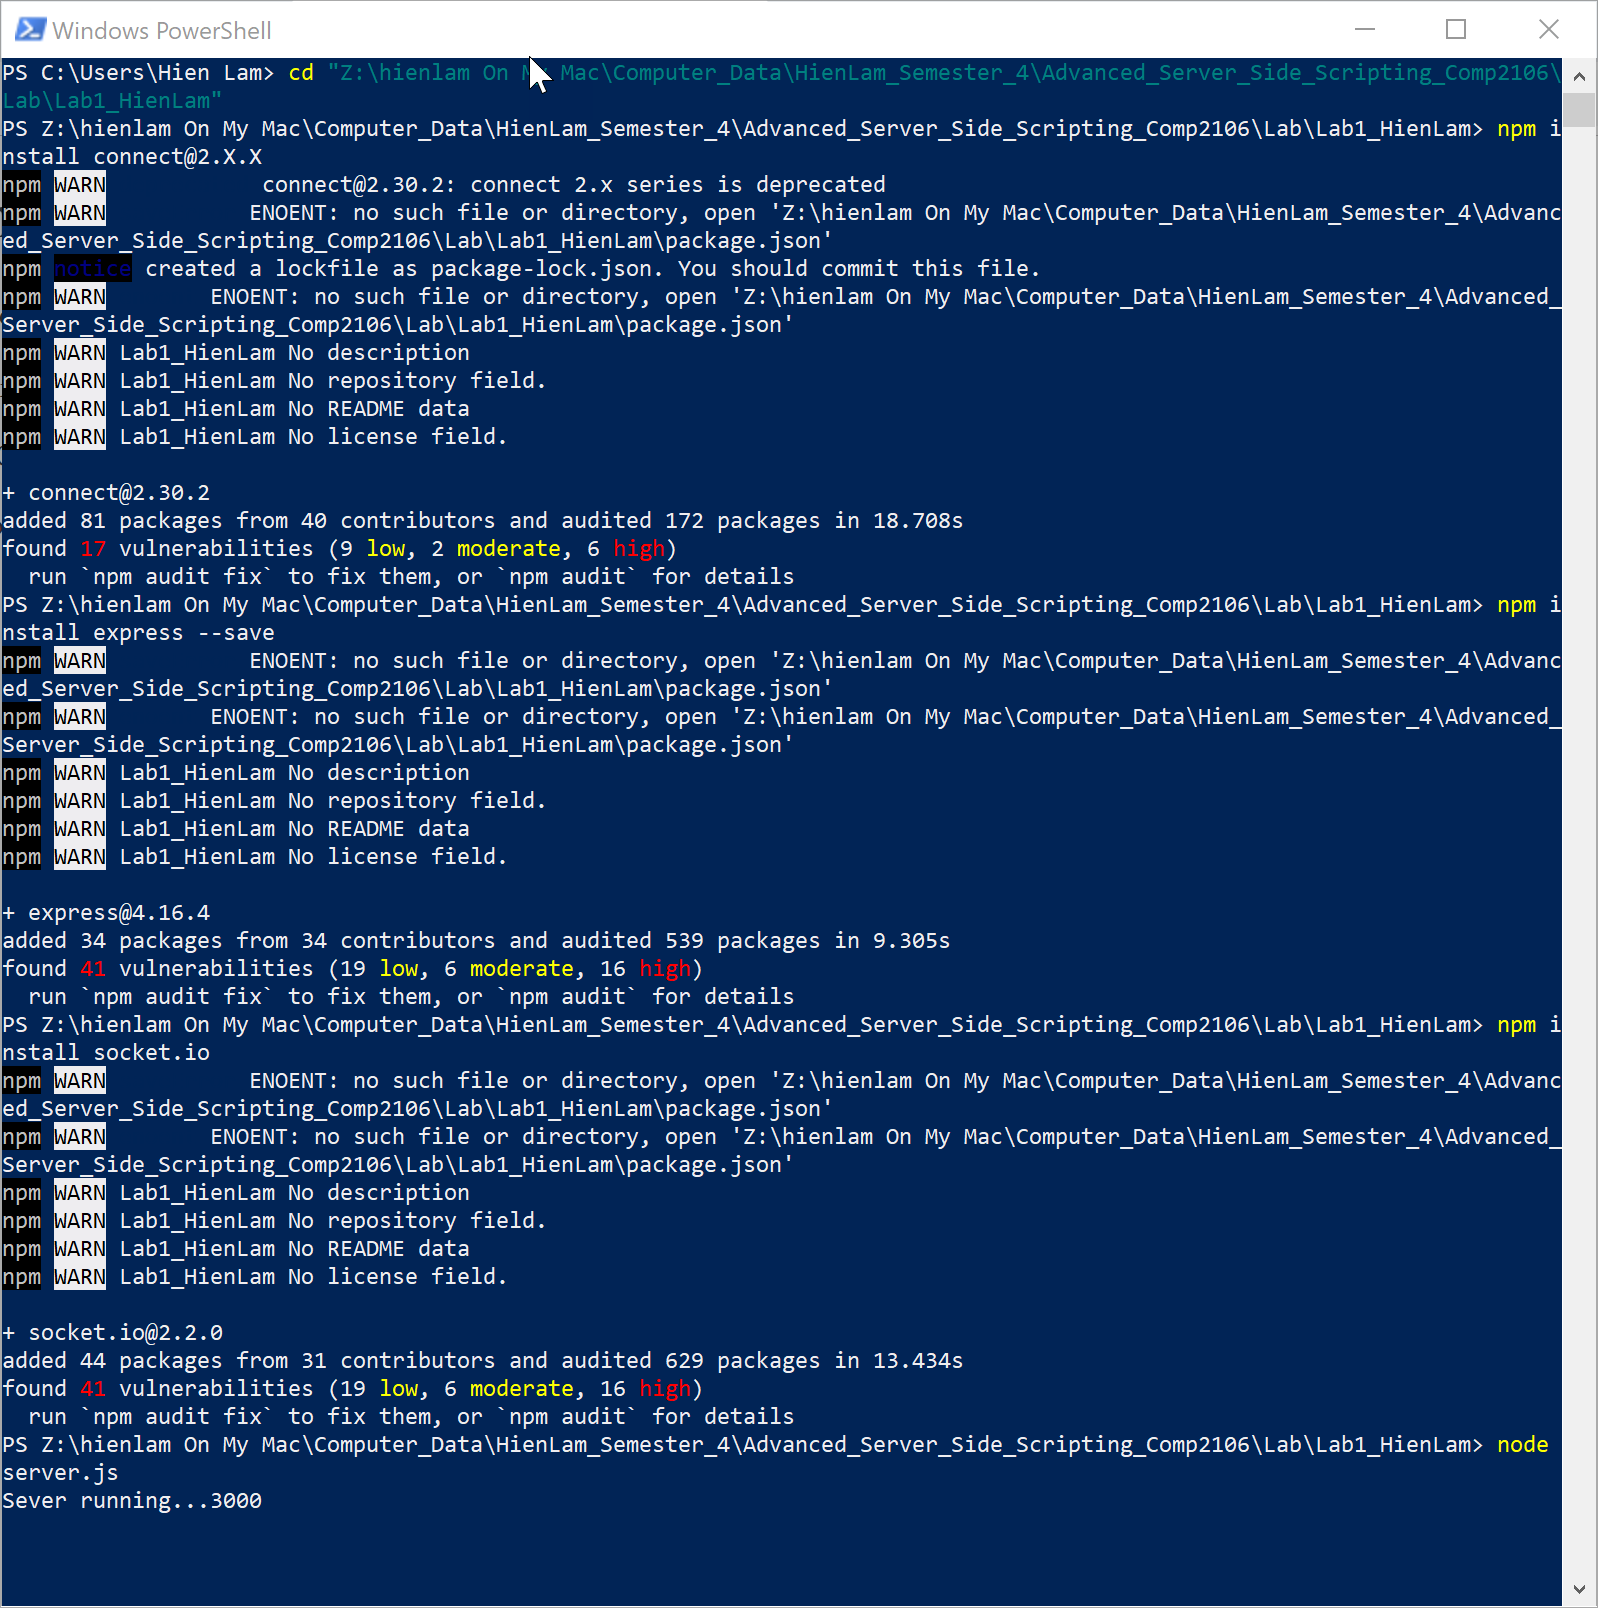 Windows PowerShell
PS C:\Users\Hien Lam> cd "Z:\hienlam On My Mac\Computer_Data\HienLam_Semester_4\Advanced_Server_Side_Scripting_Comp2106\
Lab\Lab1_HienLam"
PS Z:\hienlam On My Mac\Computer_Data\HienLam_Semester_4\Advanced_Server_Side_Scripting_Comp2106\Lab\Lab1_HienLam> npm i
nstall connect@2.X.X
npm WARN connect@2.30.2: connect 2.x series is deprecated
npm WARN ENOENT: no such file or directory, open 'Z:\hienlam On My Mac\Computer_Data\HienLam_Semester_4\Advanc
ed_Server_Side_Scripting_Comp2106\Lab\Lab1_HienLam\package.json'
npm notice created a lockfile as package-lock.json. You should commit this file.
npm WARN ENOENT: no such file or directory, open 'Z:\hienlam On My Mac\Computer_Data\HienLam_Semester_4\Advanced_
Server_Side_Scripting_Comp2106\Lab\Lab1_HienLam\package.json'
npm WARN Lab1_HienLam No description
npm WARN Lab1_HienLam No repository field.
npm WARN Lab1_HienLam No README data
npm WARN Lab1_HienLam No license field.
+ connect@2.30.2
added 81 packages from 40 contributors and audited 172 packages in 18.708s
found 17 vulnerabilities (9 low, 2 moderate, 6 high)
run `npm audit fix` to fix them, or `npm audit` for details
PS Z:\hienlam On My Mac\Computer_Data\HienLam_Semester_4\Advanced_Server_Side_Scripting_Comp2106\Lab\Lab1_HienLam> npm i
nstall express --save
npm WARN ENOENT: no such file or directory, open 'Z:\hienlam On My Mac\Computer_Data\HienLam_Semester_4\Advanc
ed_Server_Side_Scripting_Comp2106\Lab\Lab1_HienLam\package.json'
npm WARN ENOENT: no such file or directory, open 'Z:\hienlam On My Mac\Computer_Data\HienLam_Semester_4\Advanced_
Server_Side_Scripting_Comp2106\Lab\Lab1_HienLam\package.json'
npm WARN Lab1_HienLam No description
npm WARN Lab1_HienLam No repository field.
npm WARN Lab1_HienLam No README data
npm WARN Lab1_HienLam No license field.
+ express@4.16.4
added 34 packages from 34 contributors and audited 539 packages in 9.305s
found 41 vulnerabilities (19 low, 6 moderate, 16 high)
run `npm audit fix` to fix them, or `npm audit` for details
PS Z:\hienlam On My Mac\Computer_Data\HienLam_Semester_4\Advanced_Server_Side_Scripting_Comp2106\Lab\Lab1_HienLam> npm i
nstall socket.io
npm WARN ENOENT: no such file or directory, open 'Z:\hienlam On My Mac\Computer_Data\HienLam_Semester_4\Advanc
ed_Server_Side_Scripting_Comp2106\Lab\Lab1_HienLam\package.json'
npm WARN ENOENT: no such file or directory, open 'Z:\hienlam On My Mac\Computer_Data\HienLam_Semester_4\Advanced_
Server_Side_Scripting_Comp2106\Lab\Lab1_HienLam\package.json'
npm WARN Lab1_HienLam No description
npm WARN Lab1_HienLam No repository field.
npm WARN Lab1_HienLam No README data
npm WARN Lab1_HienLam No license field.
+ socket.io@2.2.0
added 44 packages from 31 contributors and audited 629 packages in 13.434s
found 41 vulnerabilities (19 low, 6 moderate, 16 high)
run `npm audit fix` to fix them, or `npm audit` for details
PS Z:\hienlam On My Mac\Computer_Data\HienLam_Semester_4\Advanced_Server_Side_Scripting_Comp2106\Lab\Lab1_HienLam> node
server.js
Sever running...3000